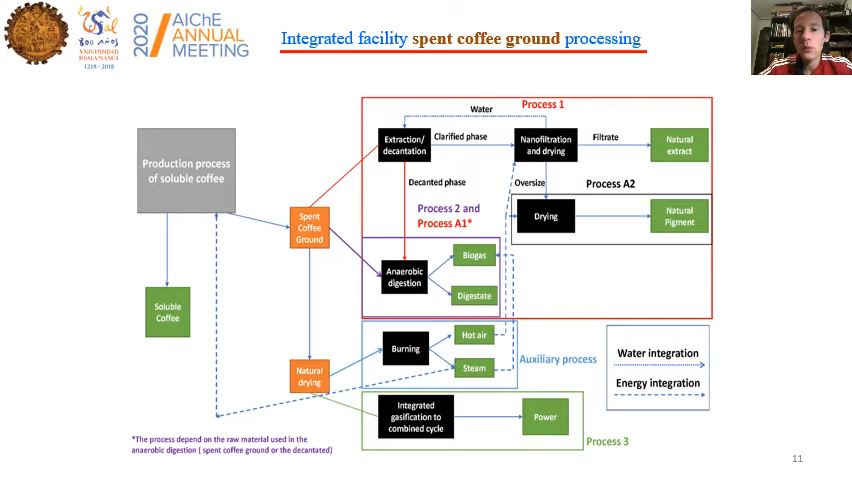 800 AÑOS
VNiVERSiDAD
D SALAMANCA
1218 - 2018
2020
AIChE
ANNUAL
MEETING
Integrated facility spent coffee ground processing
Process 1
Water
Production process
of soluble coffee
Extraction/
decantation
Clarified phase
Nanofiltration
and drying
Filtrate
Natural
extract
Decanted phase
Oversize
Process A2
Process 2 and
Process A1*
Spent
Coffee
Ground
Drying
Natural
Pigment
Anaerobic
digestion
Biogas
Digestate
Soluble
Coffee
Burning
Hot air
Steam
Auxiliary process
Water integration
Energy integration
Natural
drying
Integrated
gasification to
combined cycle
Power
Process 3
*The process depend on the raw material used in the
anaerobic digestion ( spent coffee ground or the decantated)
11